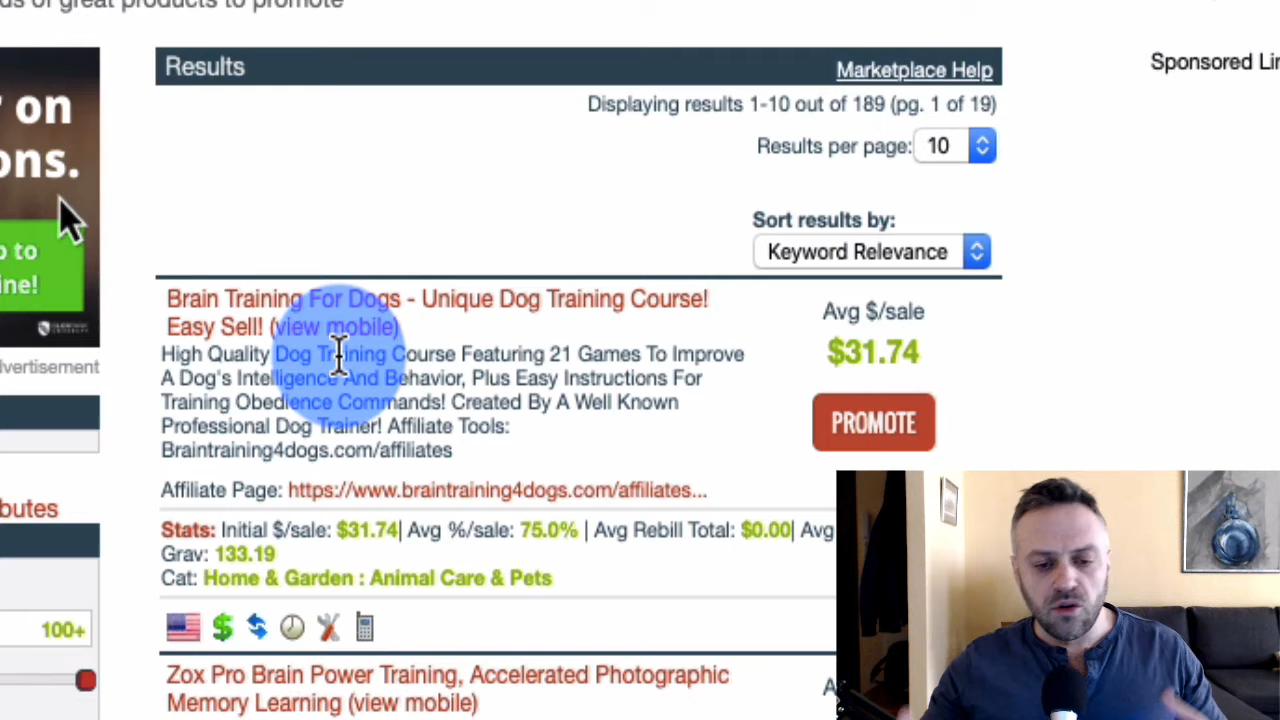 ds of great products to promote
r on
ons.
o to
ine!
dvertisement
butes
100+
Results
Marketplace Help
Displaying results 1-10 out of 189 (pg. 1 of 19)
Results per page: 10
Sort results by:
Keyword Relevance
Sponsored Lin
Brain Training For Dogs - Unique Dog Training Course!
Easy Sell! (view mobile)
High Quality Dog Training Course Featuring 21 Games To Improve
A Dog's Intelligence And Behavior, Plus Easy Instructions For
Training Obedience Commands! Created By A Well Known
Professional Dog Trainer! Affiliate Tools:
Braintraining4dogs.com/affiliates
Avg $/sale
$31.74
PROMOTE
Affiliate Page: https://www.braintraining4dogs.com/affiliates...
Stats: Initial $/sale: $31.74| Avg %/sale: 75.0% | Avg Rebill Total: $0.00| Avg
Grav: 133.19
Cat: Home & Garden : Animal Care & Pets
Zox Pro Brain Power Training, Accelerated Photographic
Memory Learning (view mobile)
A